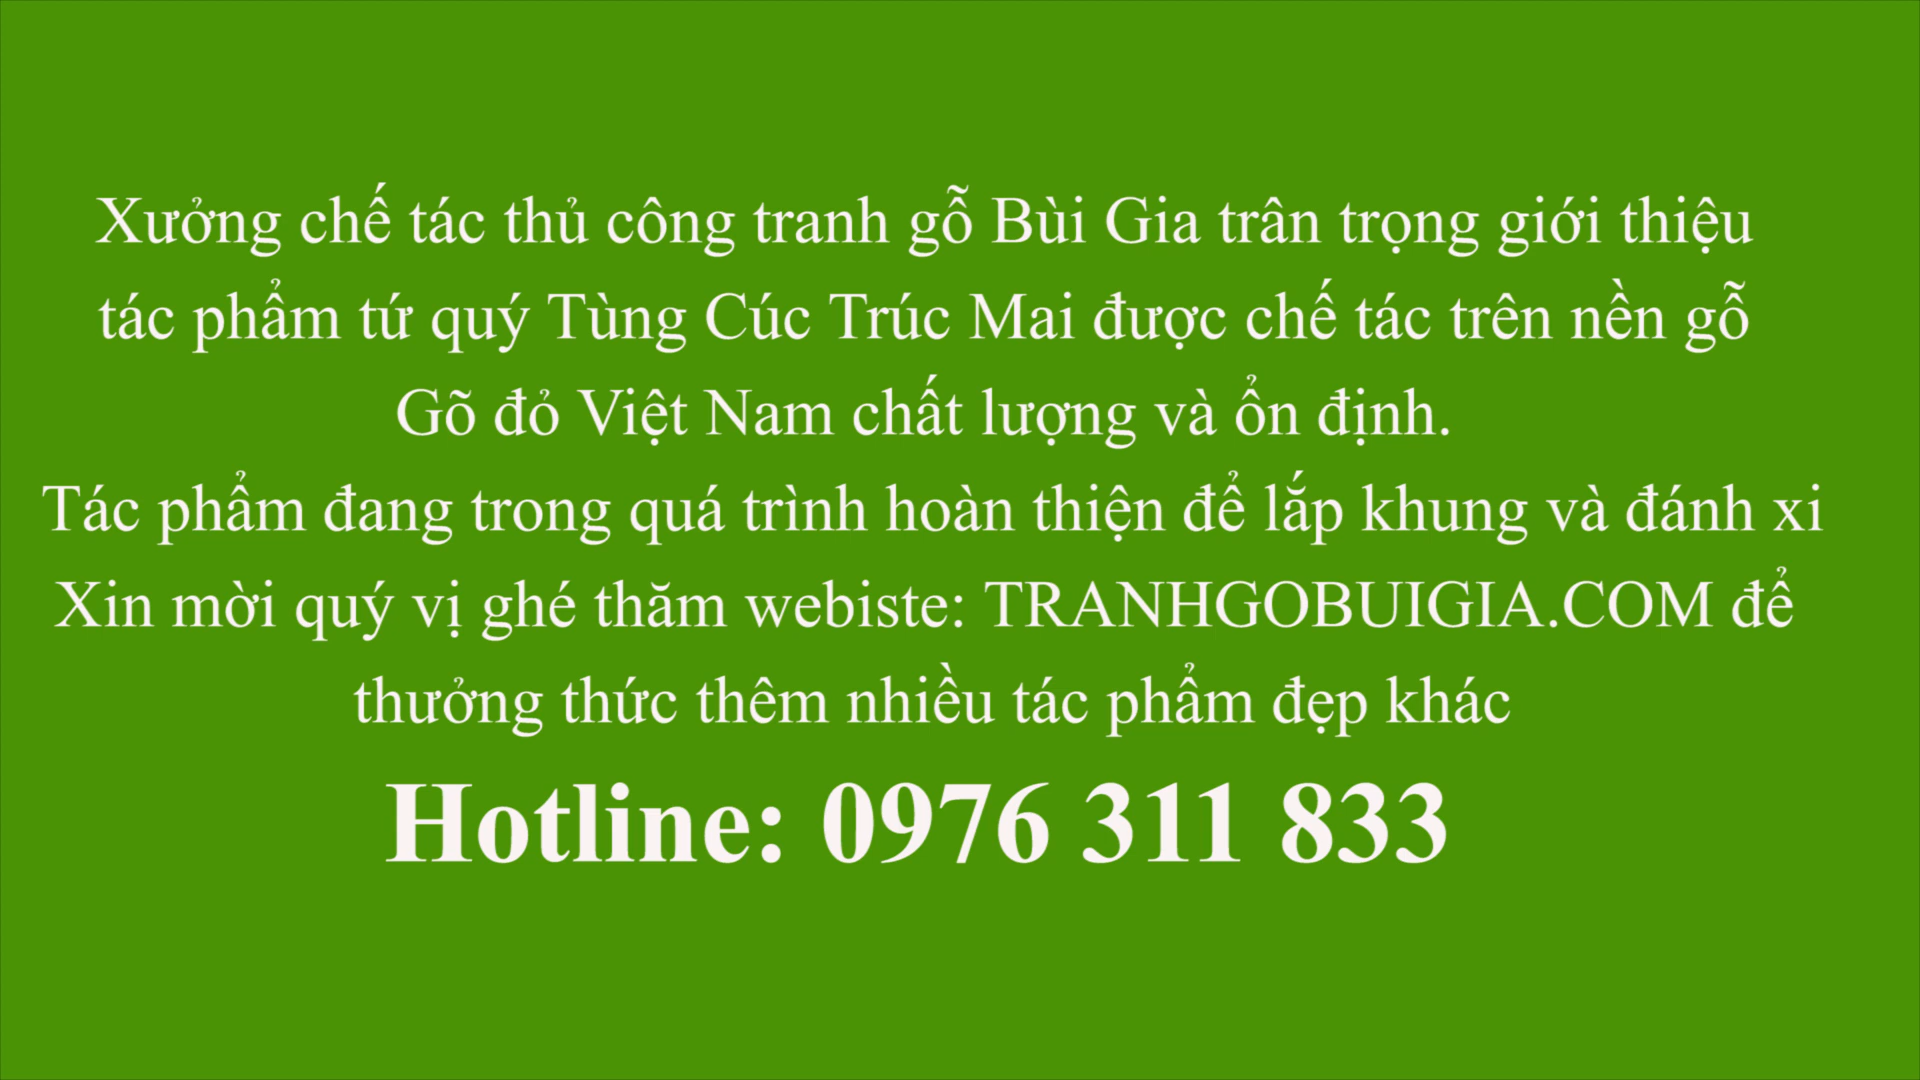 Xưởng chế tác thủ công tranh gỗ Bùi Gia trân trọng giới thiệu
tác phẩm tứ quý Tùng Cúc Trúc Mai được chế tác trên nền gỗ
Gõ đỏ Việt Nam chất lượng và ổn định.
Tác phẩm đang trong quá trình hoàn thiện để lắp khung và đánh xi
Xin mời quý vị ghé thăm webiste: TRANHGOBUIGIA.COM để
thưởng thức thêm nhiều tác phẩm đẹp khác
Hotline: 0976 311 833